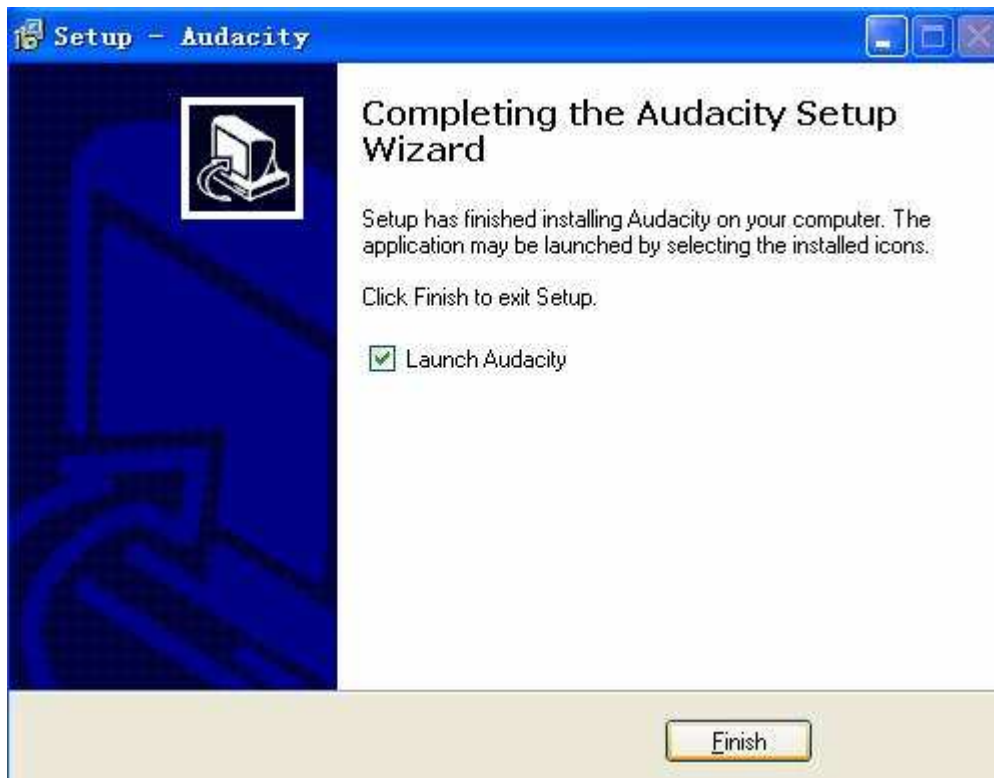 Setup - Audacity
Completing the Audacity Setup
Wizard
Setup has finished installing Audacity on your computer. The
application may be launched by selecting the installed icons.
Click Finish to exit Setup.
Launch Audacity
Finish